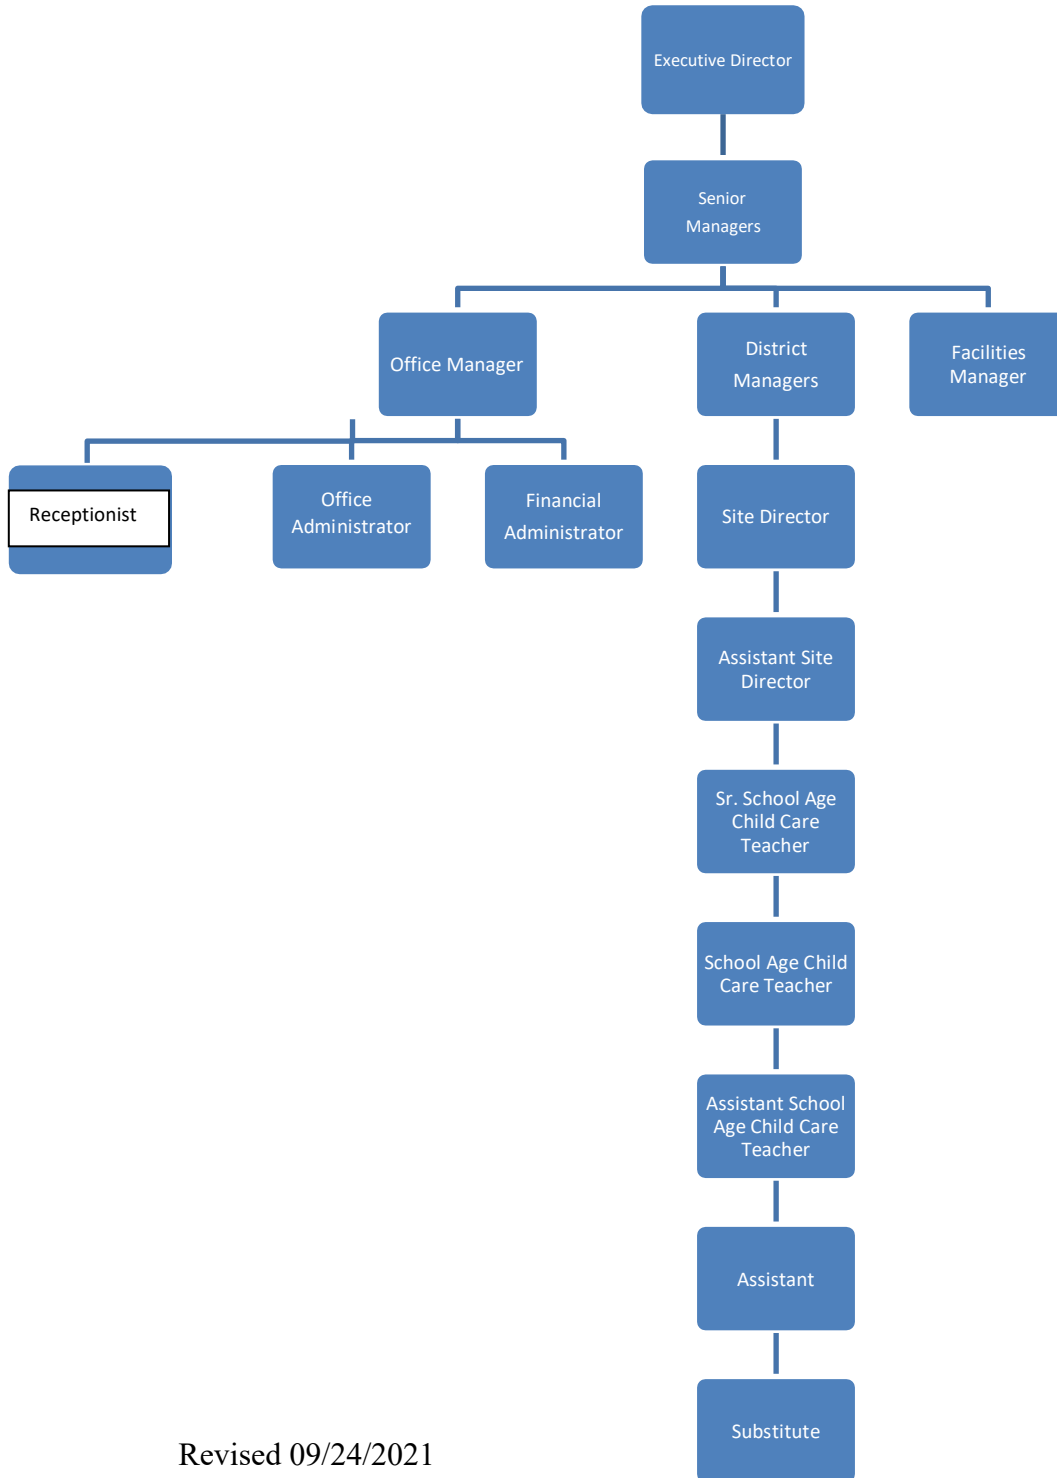 Executive Director
Senior
Managers
Office Manager
District
Managers
Facilities
Manager
Receptionist
Office
Administrator
Financial
Administrator
Site Director
Assistant Site
Director
Sr. School Age
Child Care
Teacher
School Age Child
Care Teacher
Assistant School
Age Child Care
Teacher
Assistant
Substitute
Revised 09/24/2021